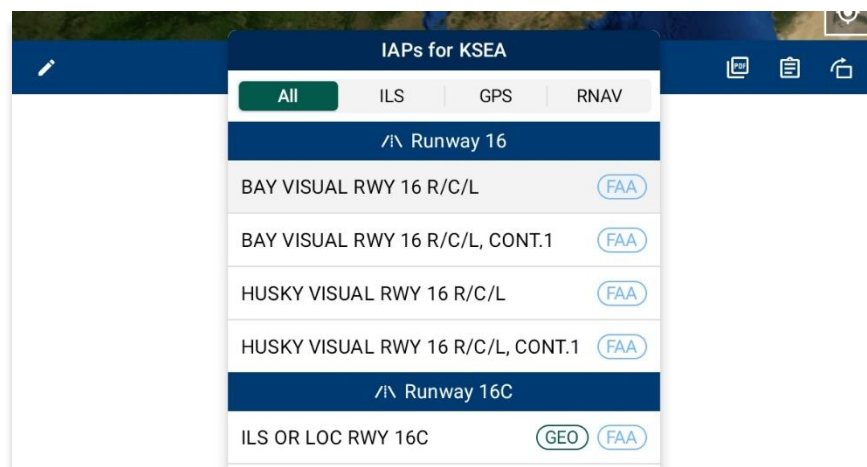 IAPs for KSEA
PDF
All ILS GPS RNAV
Runway 16
BAY VISUAL RWY 16 R/C/L FAA
BAY VISUAL RWY 16 R/C/L, CONT.1 FAA
HUSKY VISUAL RWY 16 R/C/L FAA
HUSKY VISUAL RWY 16 R/C/L, CONT.1 FAA
Runway 16C
ILS OR LOC RWY 16C GEO FAA